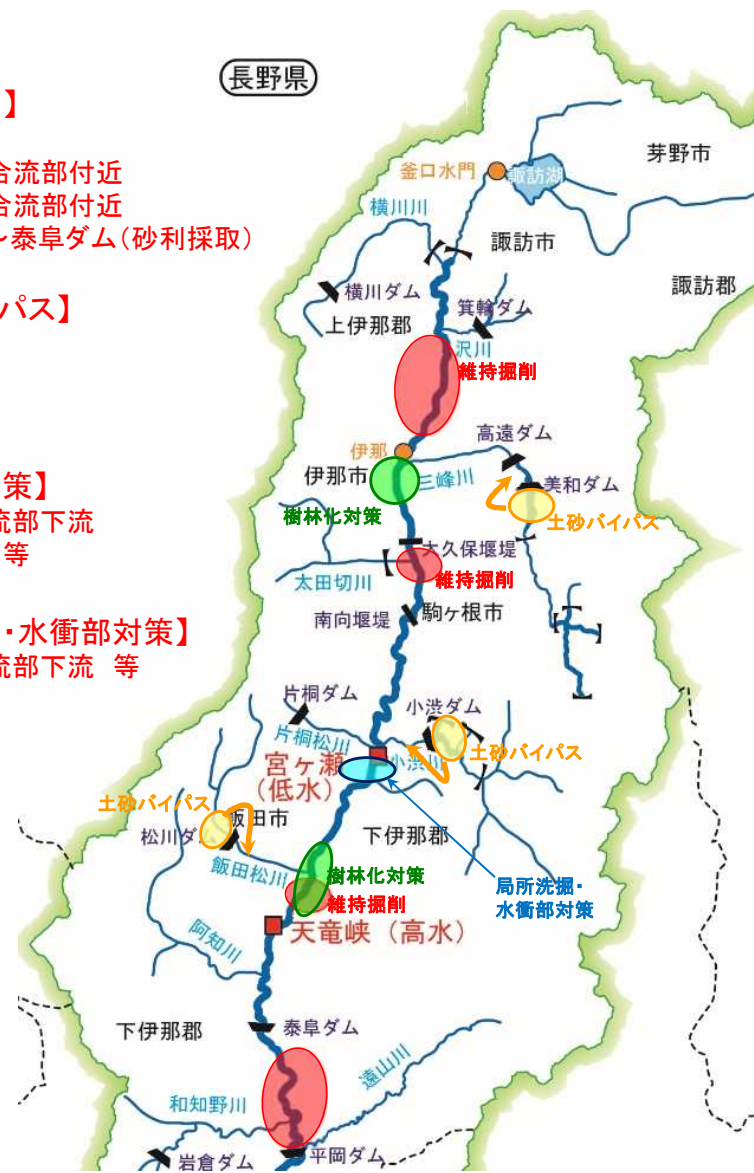 長野県
】
合流部付近
合流部付近
～泰阜ダム(砂利採取)
パス】
策】
流部下流
等
・水衝部対策】
流部下流 等
芽野市
釜口水門
諏訪湖
横川川
諏訪市
諏訪郡
横川ダム
箕輪ダム
上伊那郡
沢川
維持掘削
高遠ダム
伊那
伊那市
三峰川
美和ダム
樹林化対策
土砂バイパス
大久保堰堤
太田切川
維持掘削
南向堰堤
駒ヶ根市
片桐ダム
小渋ダム
片桐松川
土砂バイパス
宮ヶ瀬
(低水)
小渋川
土砂バイパス
飯田市
松川ダム
下伊那郡
飯田松川
樹林化対策
維持掘削
局所洗掘・
水衝部対策
天竜峡(高水)
阿知川
下伊那郡
泰阜ダム
遠山川
和知野川
岩倉ダム
平岡ダム